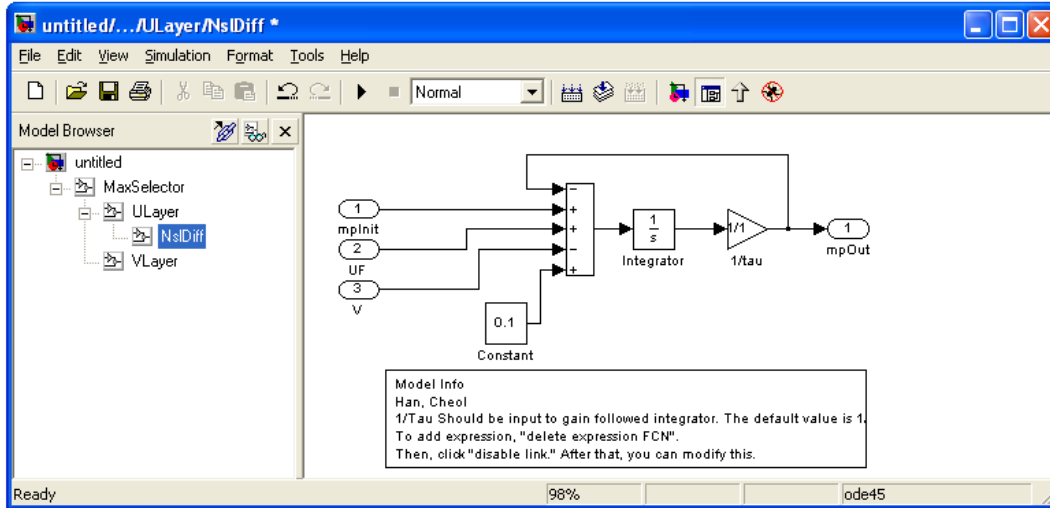 untitled/.../ULayer/NslDiff *
File Edit View Simulation Format Tools Help
Normal
Model Browser
untitled
MaxSelector
ULayer
NslDiff
VLayer
1
mpInit
2
UF
3
V
−
+
+
−
+
0.1
Constant
1
s
Integrator
1/1
1/tau
1
mpOut
Model Info
Han, Cheol
1/Tau Should be input to gain followed integrator. The default value is 1.
To add expression, "delete expression FCN".
Then, click "disable link." After that, you can modify this.
Ready 98% ode45